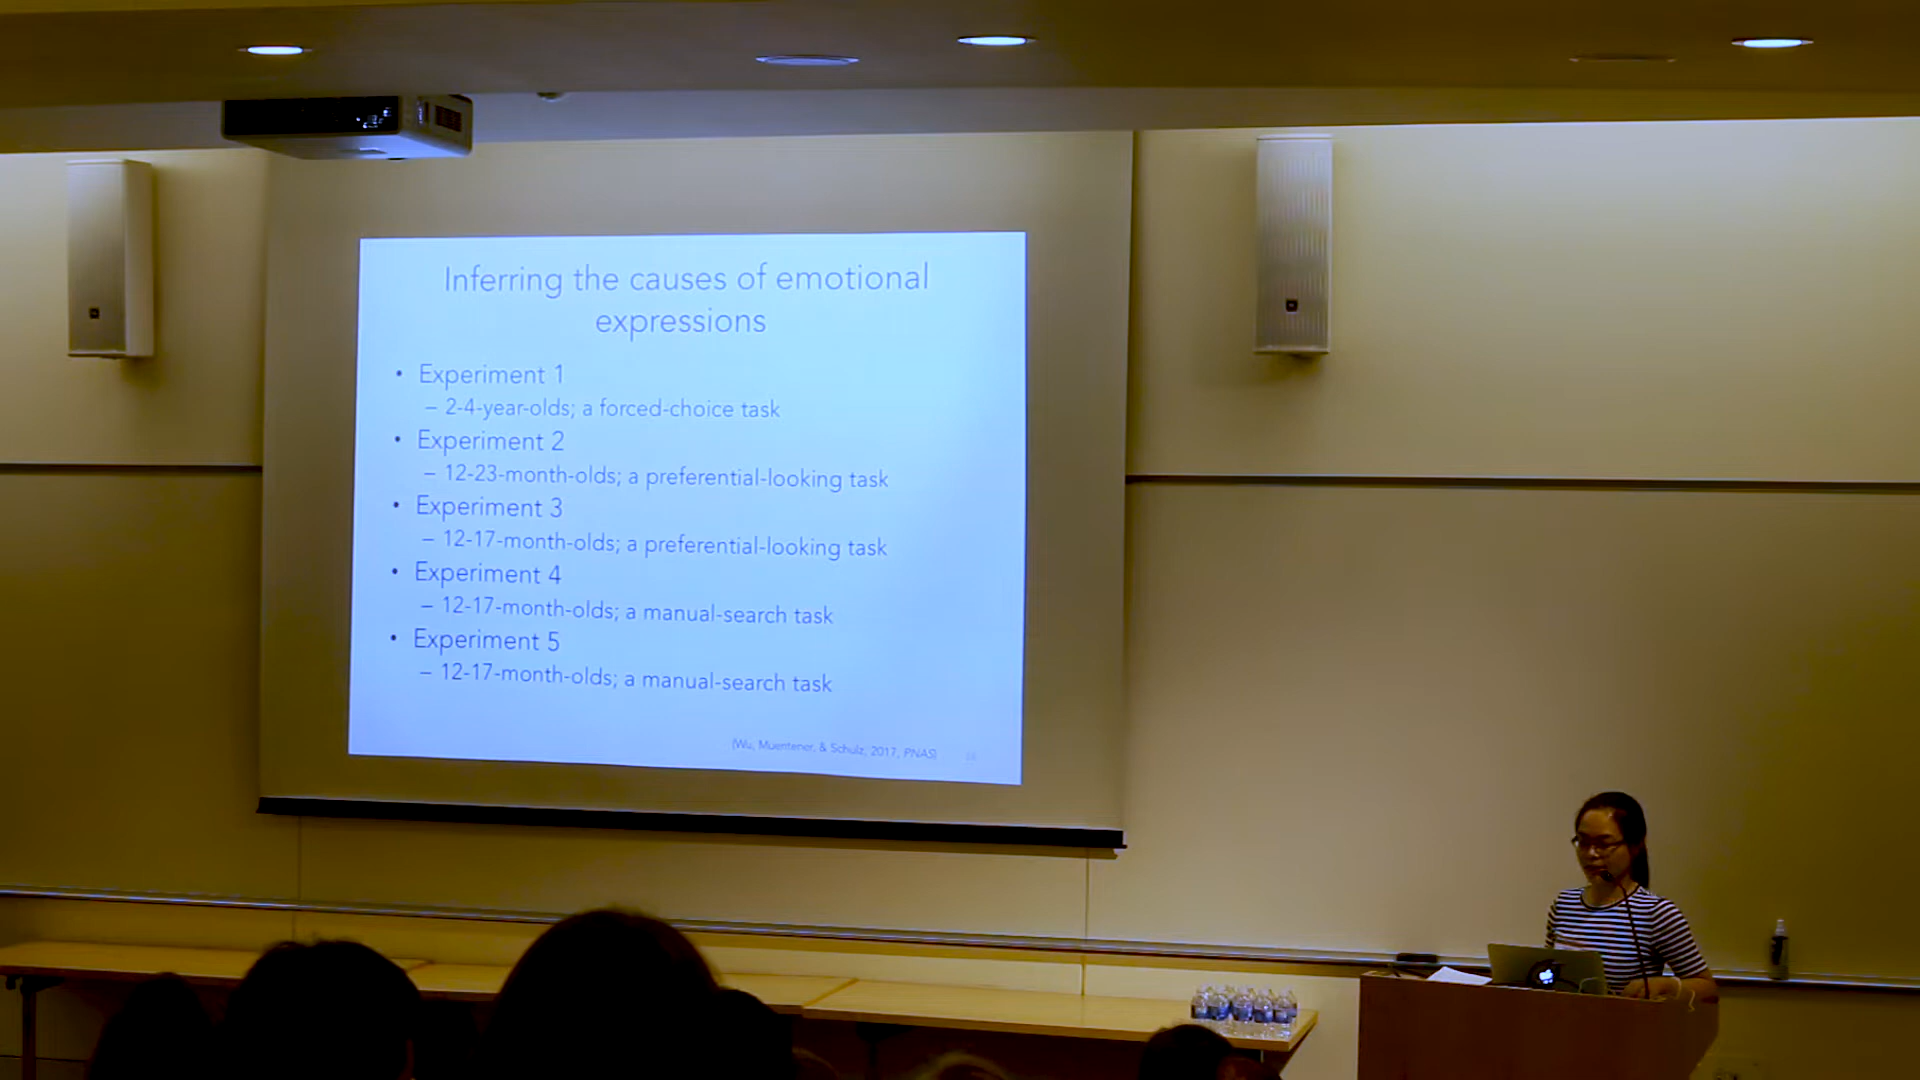 Inferring the causes of emotional
expressions
• Experiment 1
– 2-4-year-olds; a forced-choice task
• Experiment 2
– 12-23-month-olds; a preferential-looking task
• Experiment 3
– 12-17-month-olds; a preferential-looking task
• Experiment 4
– 12-17-month-olds; a manual-search task
• Experiment 5
– 12-17-month-olds; a manual-search task
(Wu, Muentener, & Schulz, 2017, PNAS)